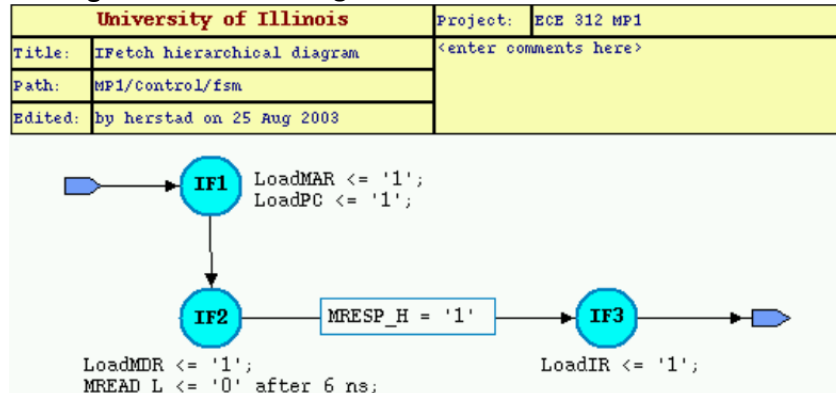 University of Illinois
Project: ECE 312 MP1
Title: IFetch hierarchical diagram
<enter comments here>
Path: MP1/Control/fsm
Edited: by herstad on 25 Aug 2003
IF1
LoadMAR <= '1';
LoadPC <= '1';
IF2
MRESP_H = '1'
IF3
LoadMDR <= '1';
LoadIR <= '1';
MREAD_L <= '0' after 6 ns;